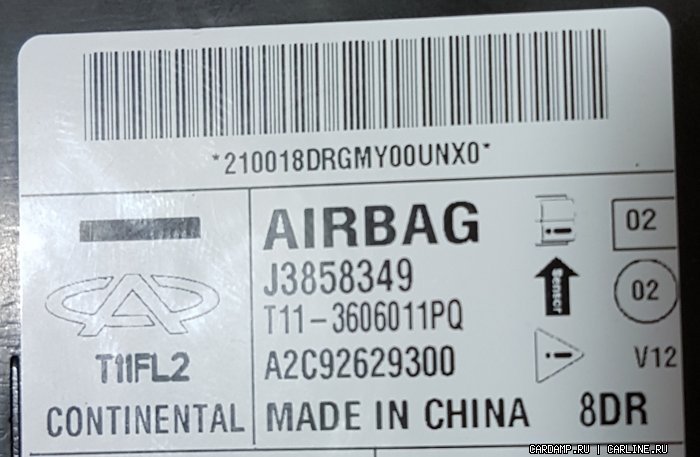 *210018DRGMY00UNX0*
AIRBAG
02
J3858349
Sensor
02
T11-3606011PQ
T11FL2
A2C92629300
V12
CONTINENTAL
MADE IN CHINA
8DR
CARDAMP.RU | CARLINE.RU